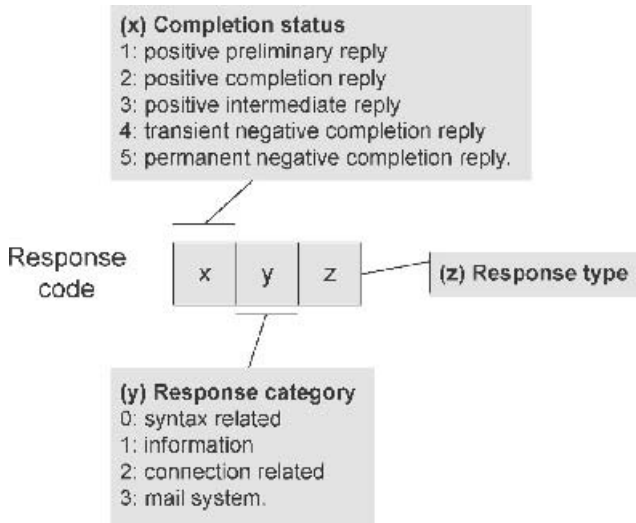 (x) Completion status
1: positive preliminary reply
2: positive completion reply
3: positive intermediate reply
4: transient negative completion reply
5: permanent negative completion reply.
Response
code
x y z
(z) Response type
(y) Response category
0: syntax related
1: information
2: connection related
3: mail system.